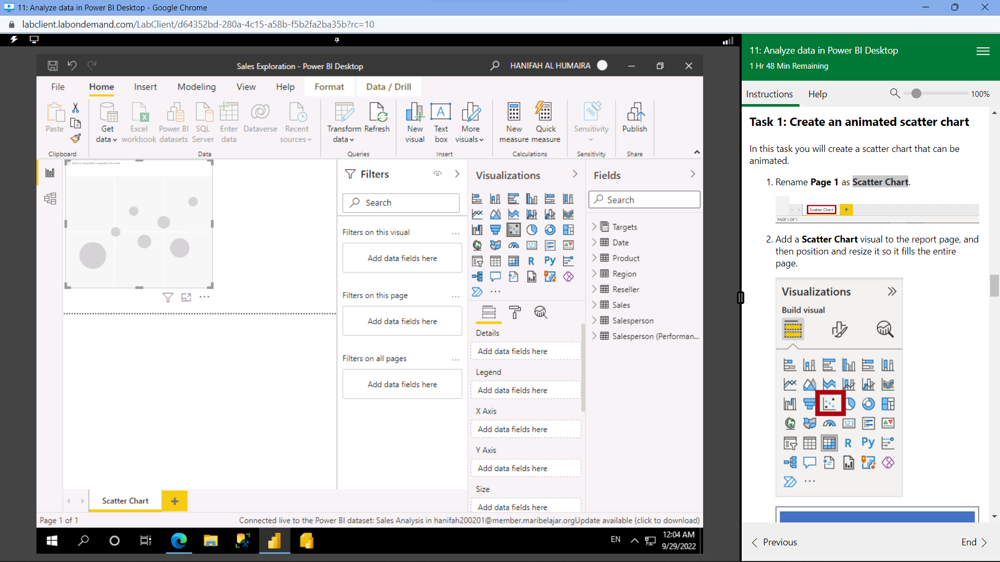 11: Analyze data in Power BI Desktop - Google Chrome
labclient.labondemand.com/LabClient/d64352bd-280a-4c15-a58b-f5b2fa2ba35b?rc=10
Sales Exploration - Power BI Desktop
HANIFAH AL HUMAIRA
File Home Insert Modeling View Help Format Data / Drill
Paste
Get data
Excel workbook
Power BI datasets
SQL Server
Enter data
Dataverse
Recent sources
Transform data
Refresh
New visual
Text box
More visuals
New measure
Quick measure
Sensitivity
Publish
Clipboard Data Queries Insert Calculations Sensitivity Share
Select or drag fields to populate this visual
Filters
Search
Filters on this visual
...
Add data fields here
Filters on this page
...
Add data fields here
Filters on all pages
...
Add data fields here
Visualizations
123
R Py
...
Details
Add data fields here
Legend
Add data fields here
X Axis
Add data fields here
Y Axis
Add data fields here
Size
Add data fields here
Fields
Search
Targets
Date
Product
Region
Reseller
Sales
Salesperson
Salesperson (Performan...
Scatter Chart
+
Page 1 of 1
Connected live to the Power BI dataset: Sales Analysis in hanifah200201@member.maribelajar.orgUpdate available (click to download)
EN
12:04 AM
9/29/2022
11: Analyze data in Power BI Desktop
1 Hr 48 Min Remaining
Instructions Help 100%
Task 1: Create an animated scatter chart
In this task you will create a scatter chart that can be
animated.
1. Rename Page 1 as Scatter Chart.
Scatter Chart +
PAGE 1 OF 1
2. Add a Scatter Chart visual to the report page, and
then position and resize it so it fills the entire
page.
Visualizations
Build visual
123
R Py
...
Previous
End